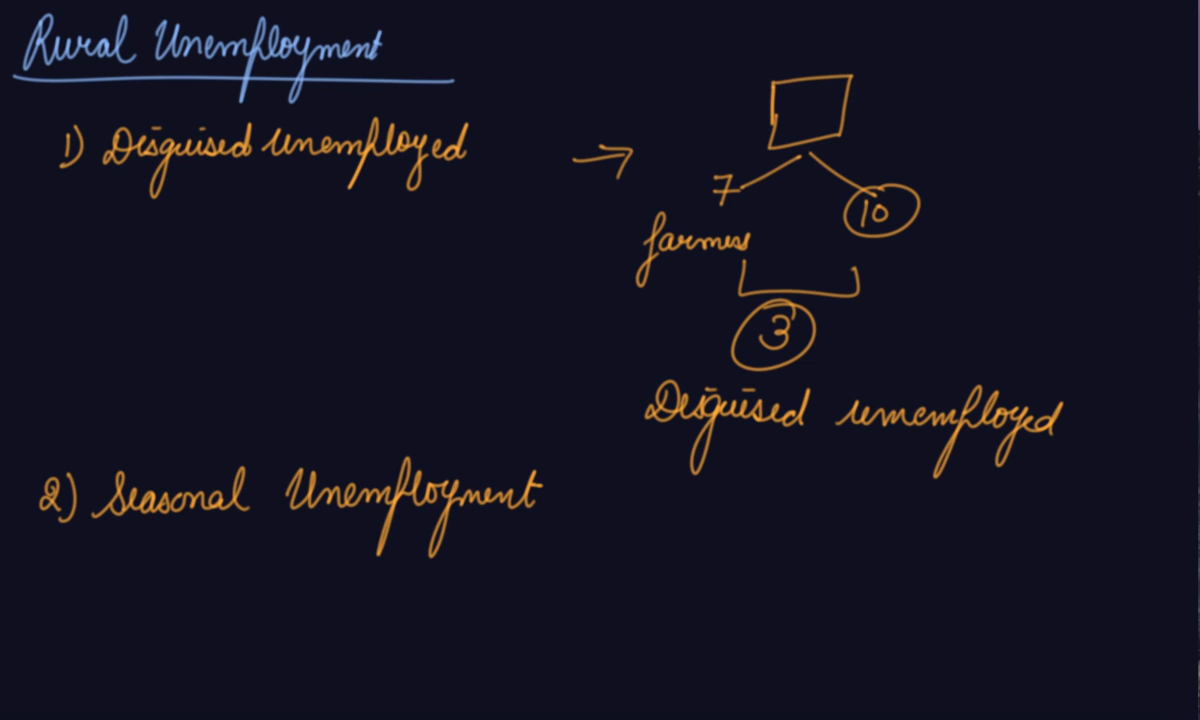 Rural Unemployment
1) Disguised unemployed →
7 10
farmers
3
Disguised unemployed
2) Seasonal Unemployment